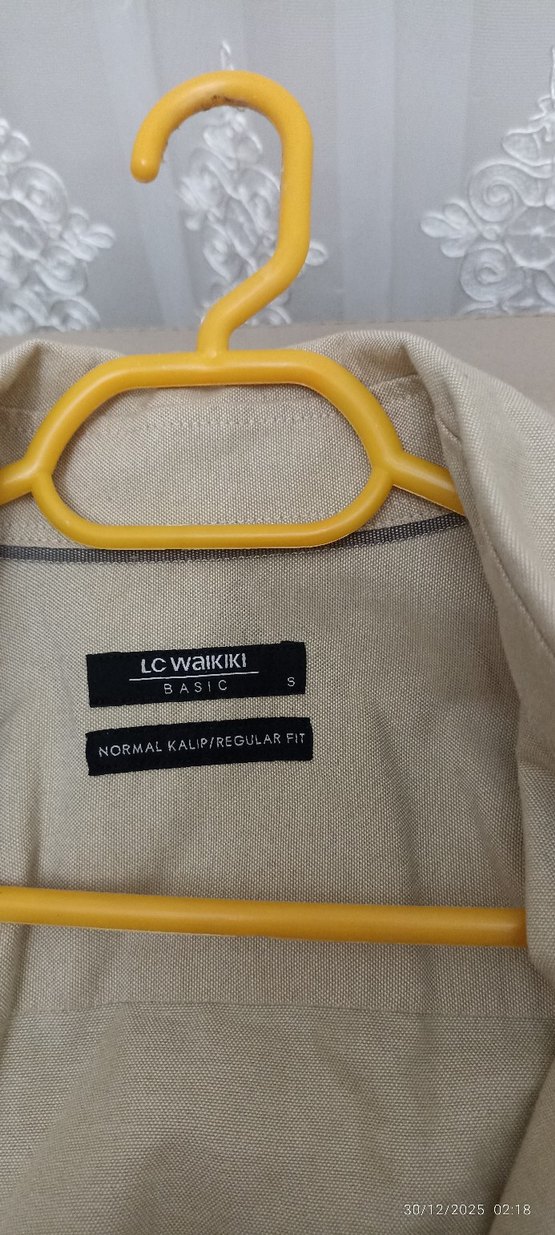 LC WAIKIKI
BASIC S
NORMAL KALIP/REGULAR FIT
30/12/2025 02:18